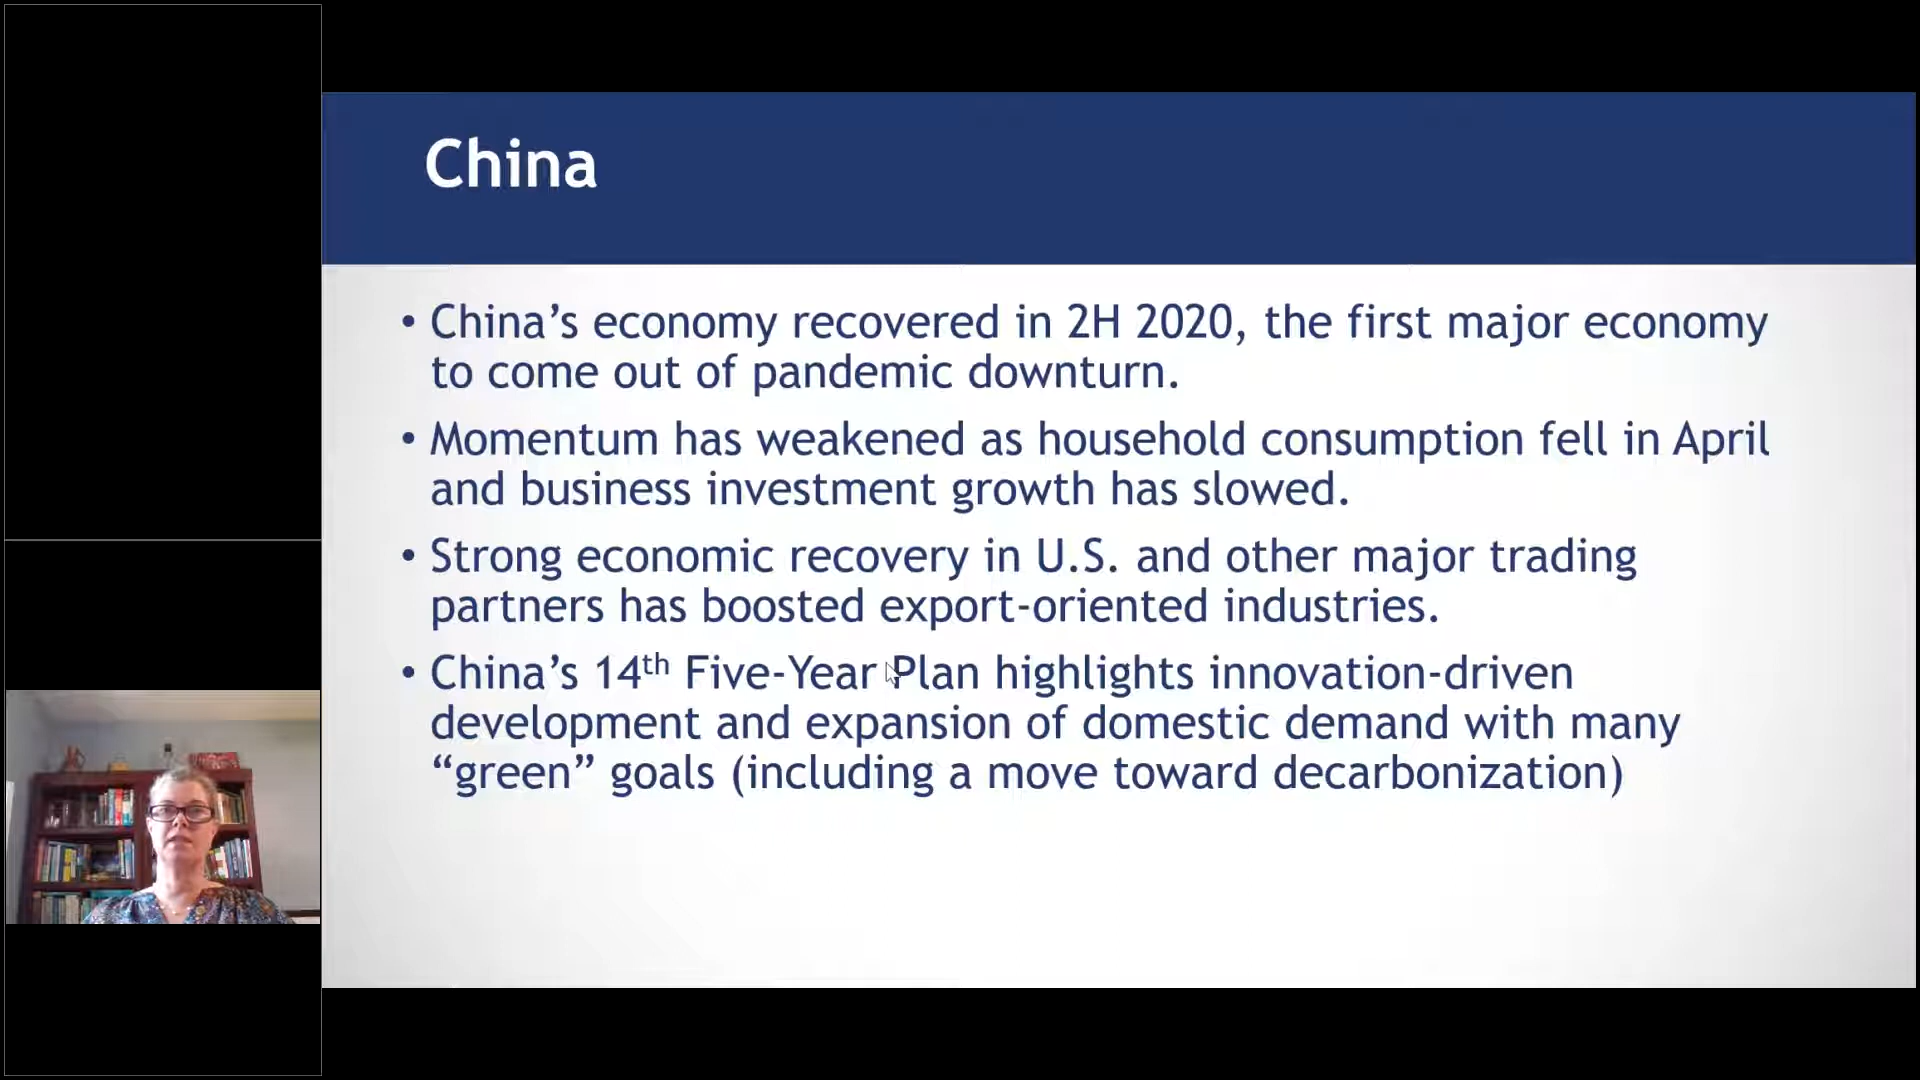 China
• China’s economy recovered in 2H 2020, the first major economy
to come out of pandemic downturn.
• Momentum has weakened as household consumption fell in April
and business investment growth has slowed.
• Strong economic recovery in U.S. and other major trading
partners has boosted export-oriented industries.
• China’s 14th Five-Year Plan highlights innovation-driven
development and expansion of domestic demand with many
“green” goals (including a move toward decarbonization)